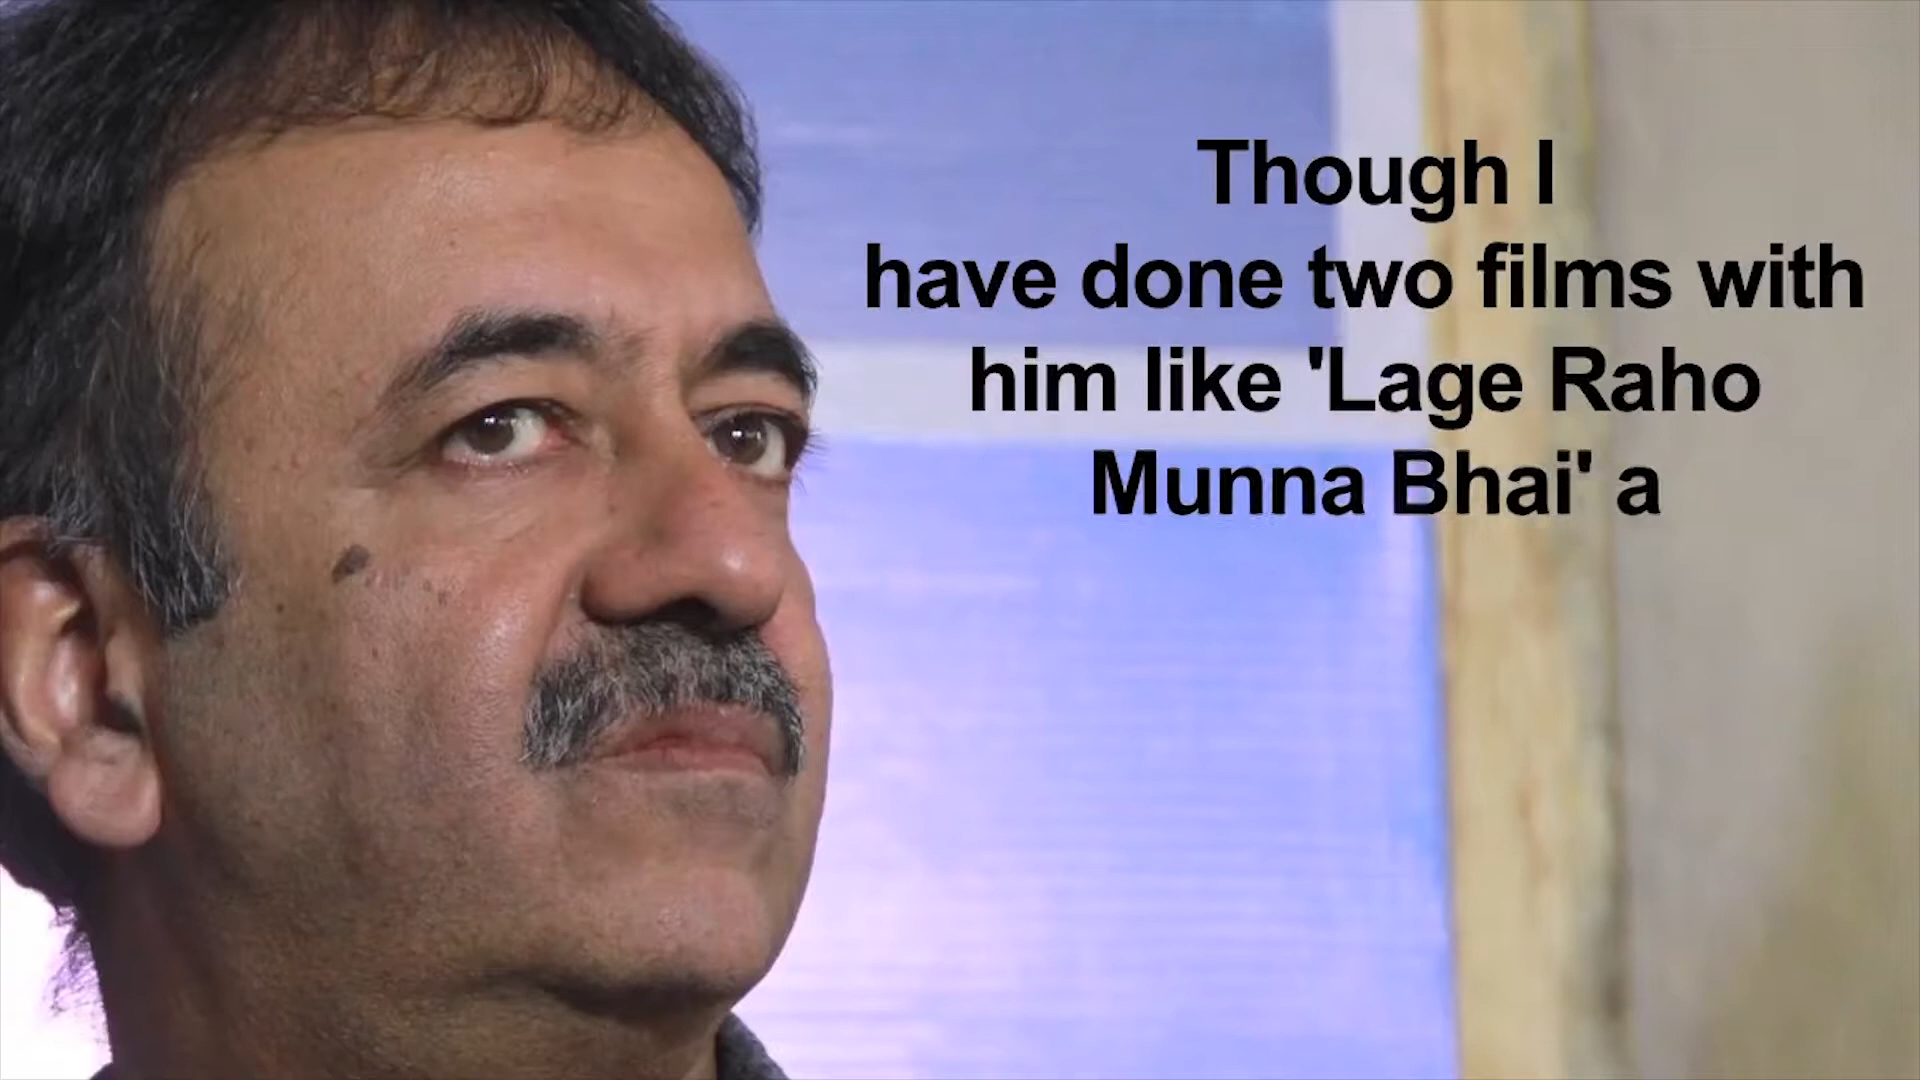 Though I
have done two films with
him like 'Lage Raho
Munna Bhai' a